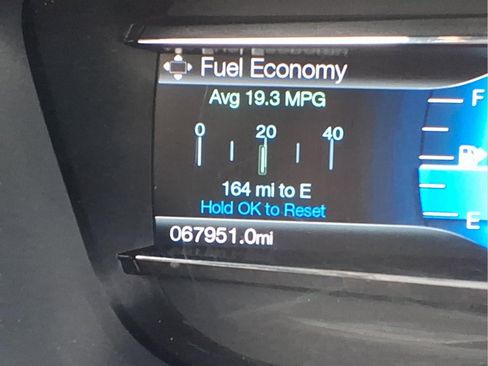 Fuel Economy
Avg 19.3 MPG
0 20 40
164 mi to E
Hold OK to Reset
067951.0mi
F
E